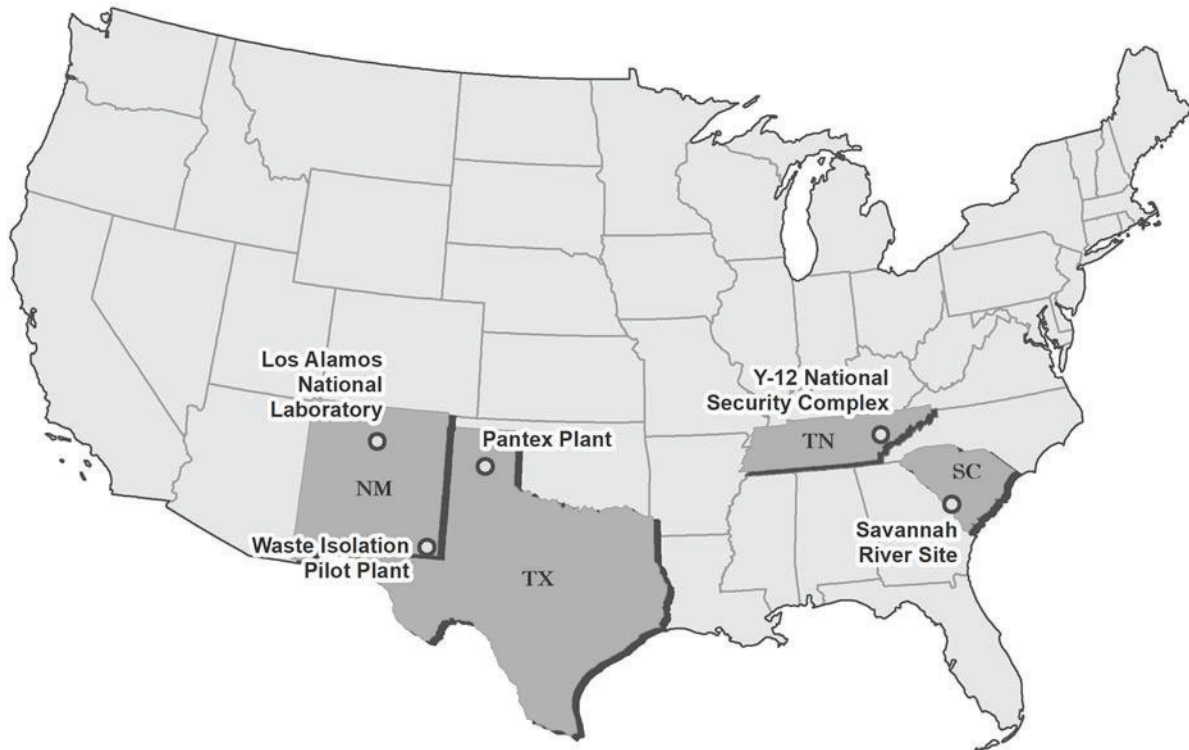 Los Alamos
National
Laboratory
Y-12 National
Security Complex
Pantex Plant
TN
SC
NM
Savannah
River Site
Waste Isolation
Pilot Plant
TX